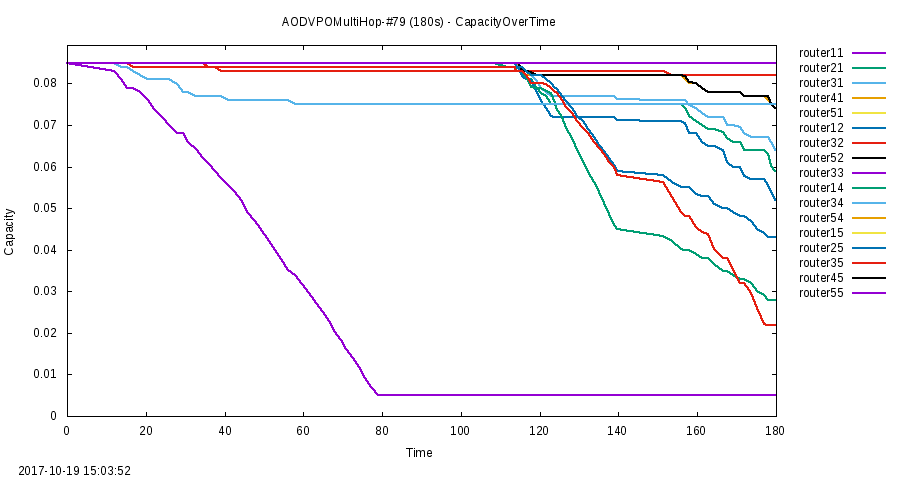 AODVPOMultiHop-#79 (180s) - CapacityOverTime
router11
router21
router31
router41
router51
router12
router32
router52
router33
router14
router34
router54
router15
router25
router35
router45
router55
0.08
0.07
0.06
0.05
0.04
0.03
0.02
0.01
0
Capacity
0 20 40 60 80 100 120 140 160 180
Time
2017-10-19 15:03:52